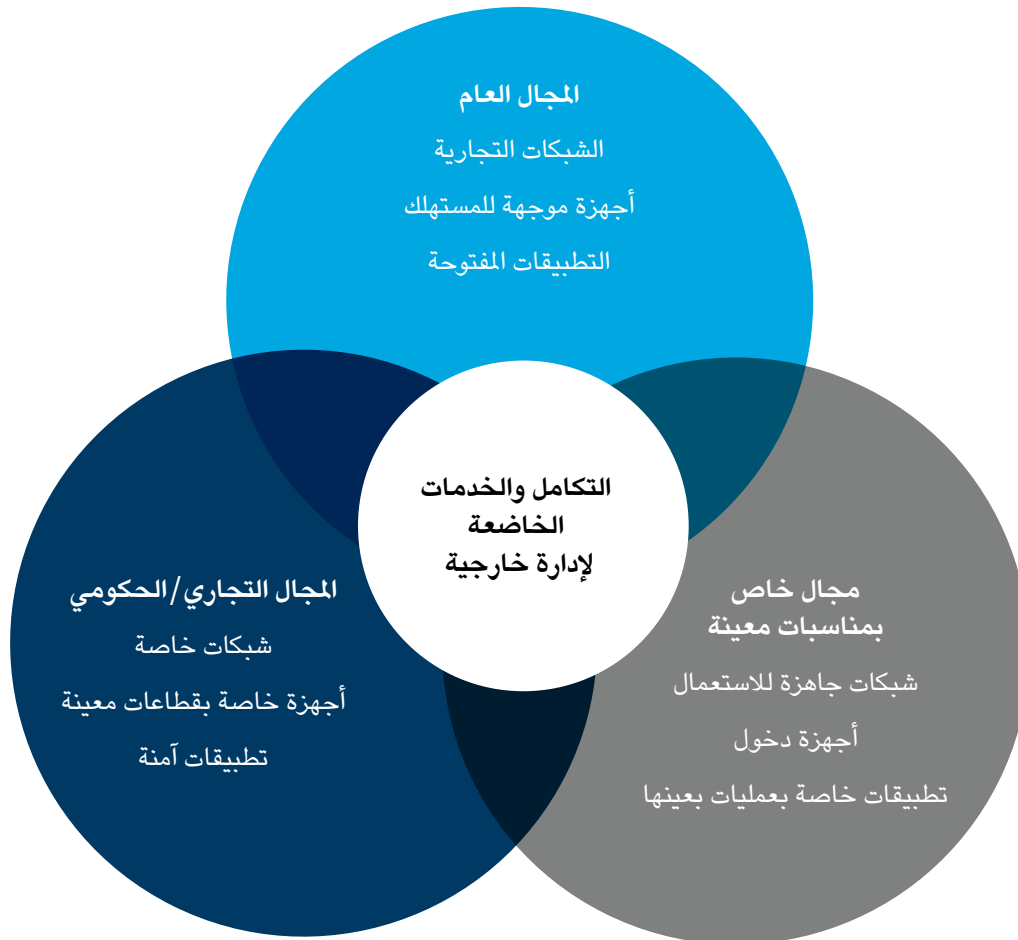 المجال العام
الشبكات التجارية
أجهزة موجهة للمستهلك
التطبيقات المفتوحة
التكامل والخدمات
الخاضعة
لإدارة خارجية
مجال خاص
بمناسبات معينة
شبكات جاهزة للاستعمال
أجهزة دخول
تطبيقات خاصة بعمليات بعينها
المجال التجاري/الحكومي
شبكات خاصة
أجهزة خاصة بقطاعات معينة
تطبيقات آمنة